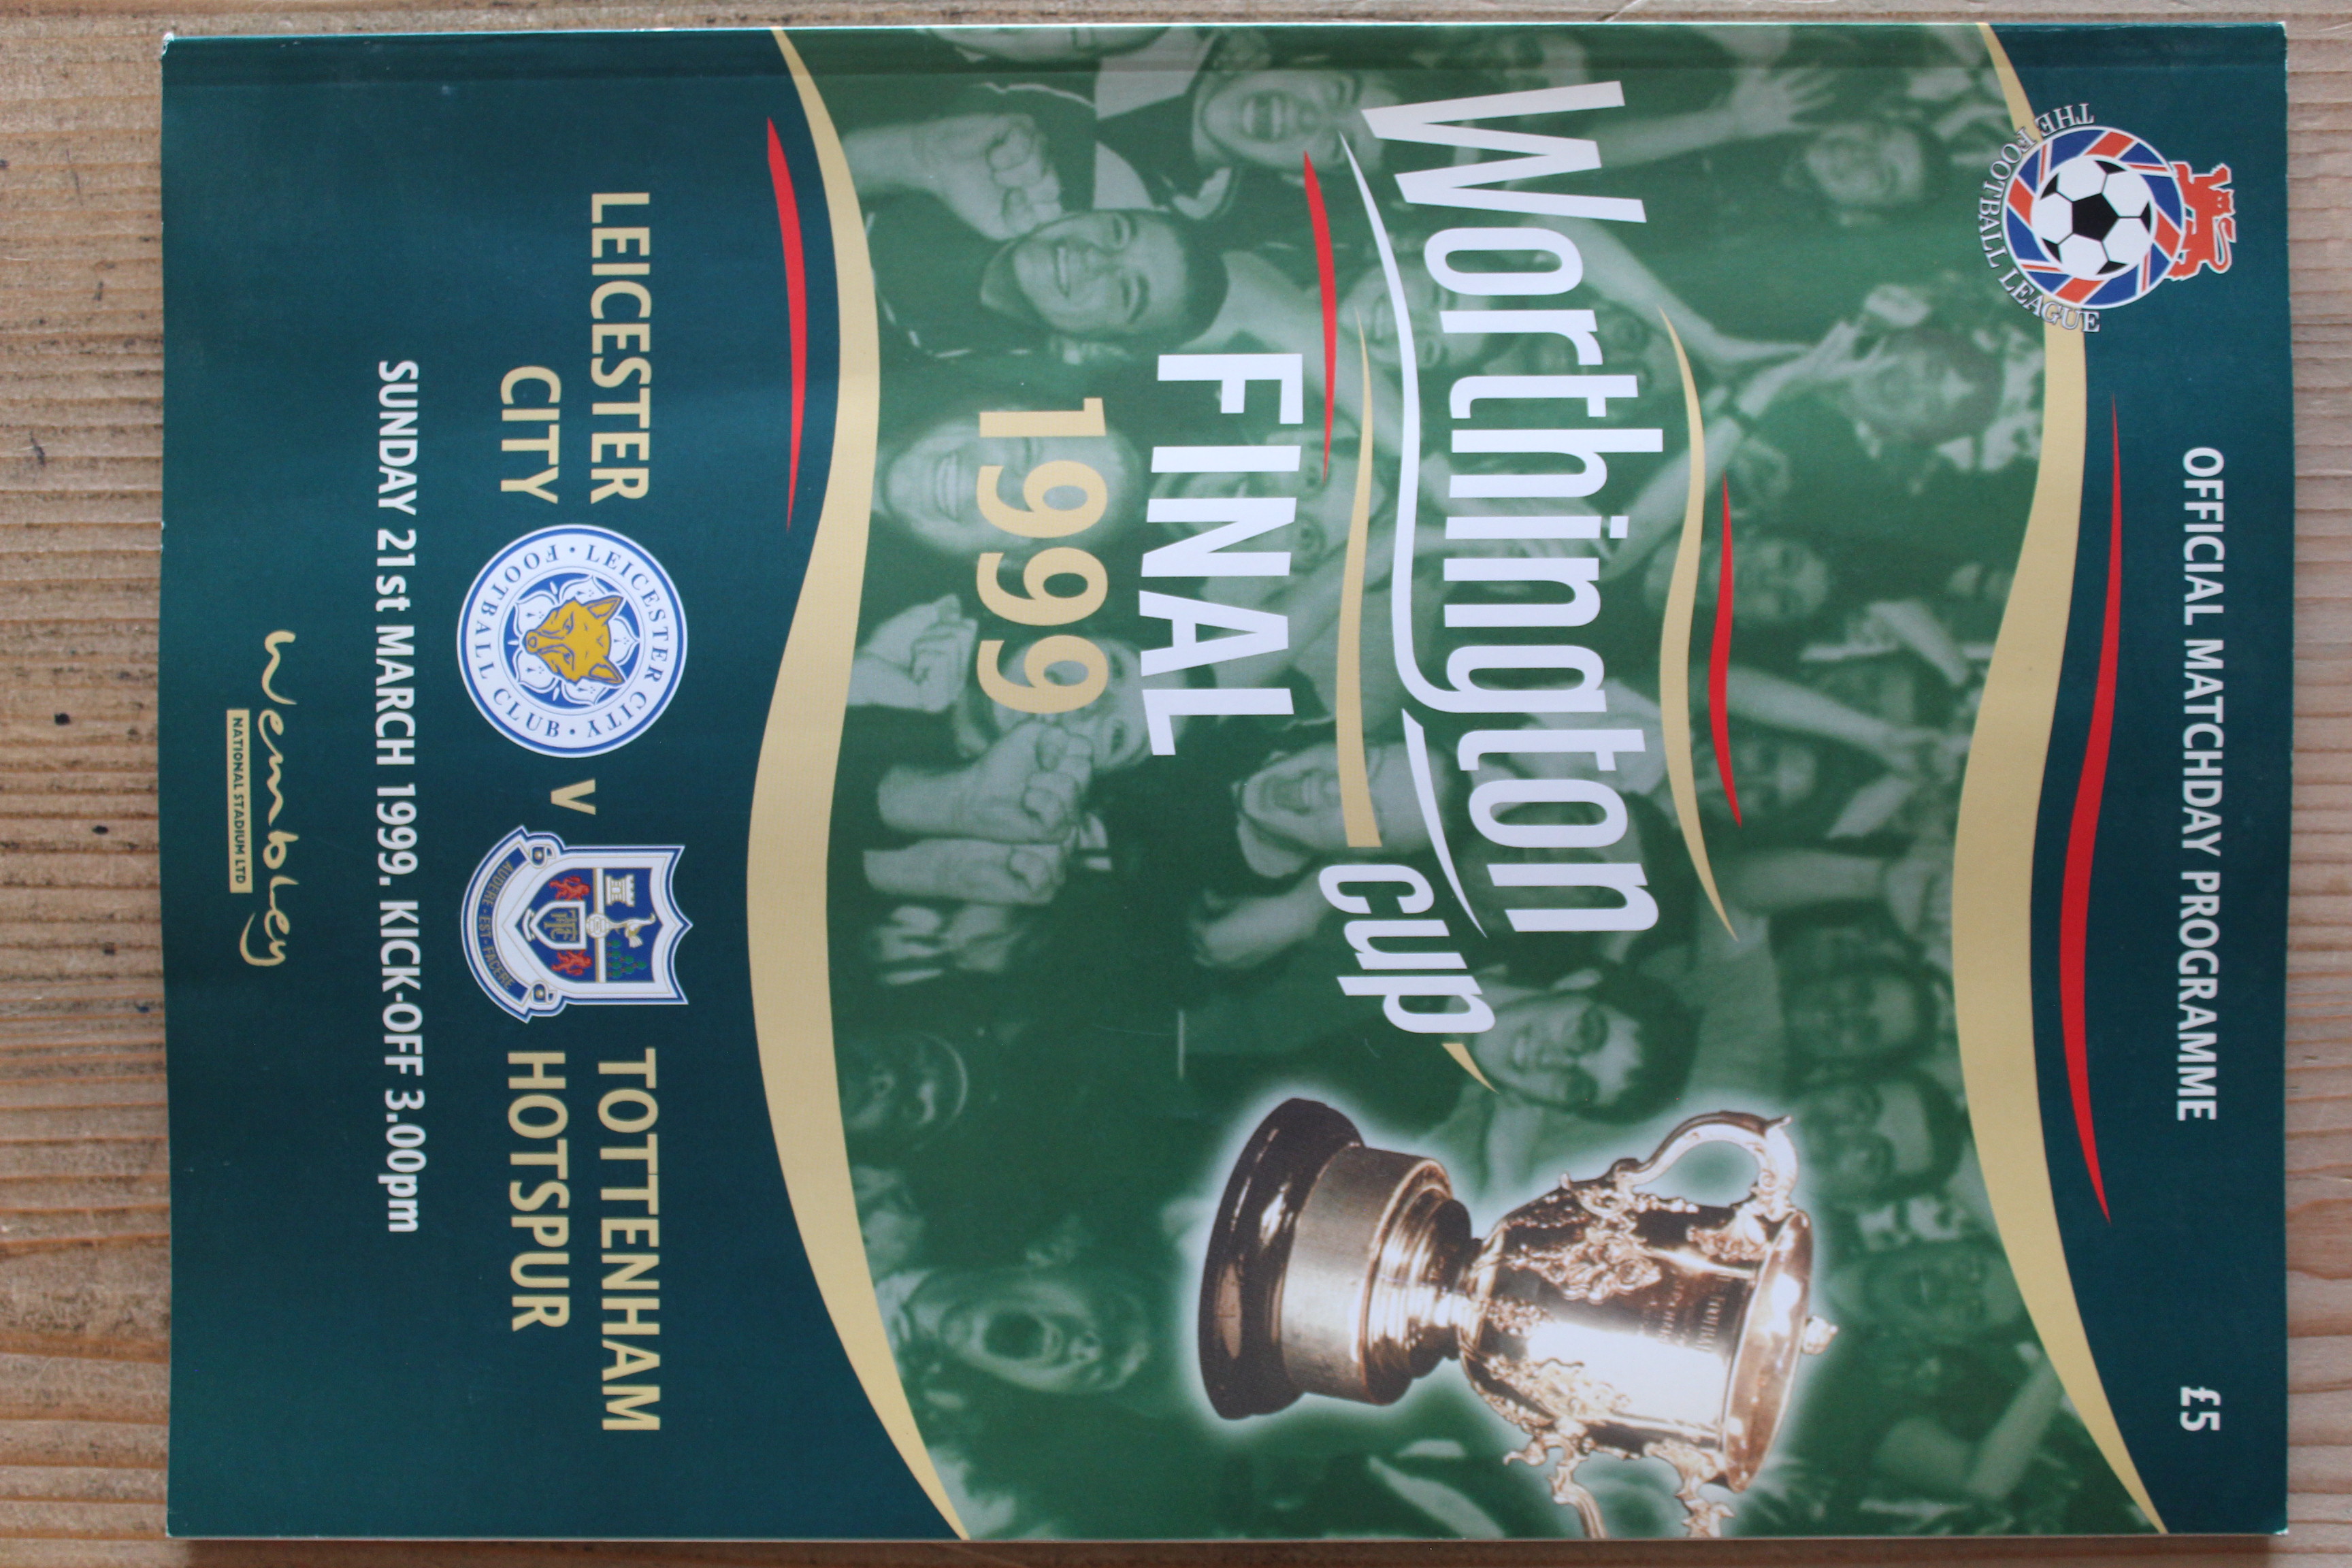 THE FOOTBALL LEAGUE
OFFICIAL MATCHDAY PROGRAMME
£5
Worthington
cup
FINAL
1999
LEICESTER
CITY
LEICESTER CITY · FOOTBALL CLUB ·
V
AUDERE · EST · FACERE
TOTTENHAM
HOTSPUR
SUNDAY 21st MARCH 1999. KICK-OFF 3.00pm
Wembley
NATIONAL STADIUM LTD